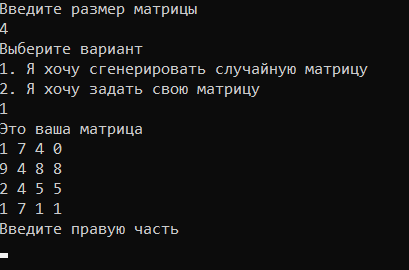 Введите размер матрицы
4
Выберите вариант
1. Я хочу сгенерировать случайную матрицу
2. Я хочу задать свою матрицу
1
Это ваша матрица
1 7 4 0
9 4 8 8
2 4 5 5
1 7 1 1
Введите правую часть